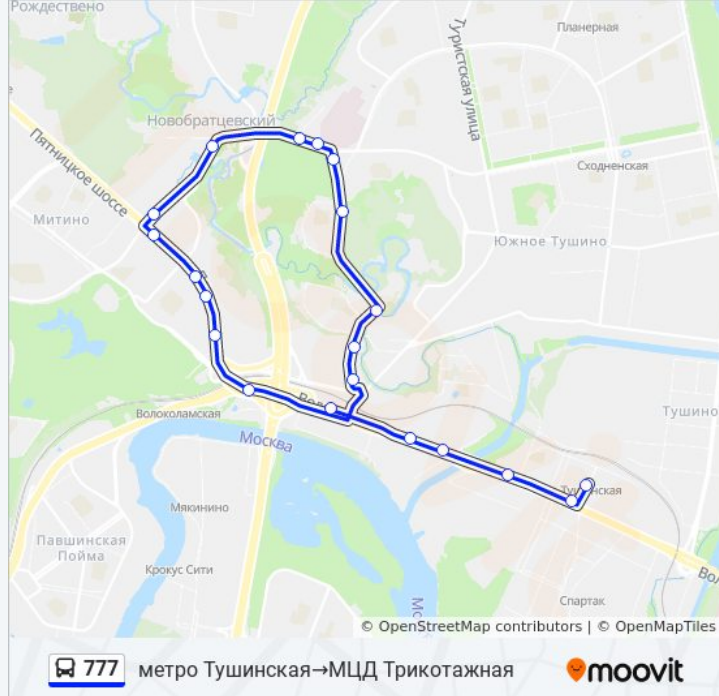 Рождествено
Планерная
Туристская улица
Новобратцевский
Пятницкое шоссе
Сходненская
Митино
Южное Тушино
Волоколамская
Тушино
Москва
Тушинская
Мякинино
Павшинская
Пойма
Крокус Сити
Спартак
© OpenStreetMap contributors | © OpenMapTiles
777 метро Тушинская→МЦД Трикотажная moovit